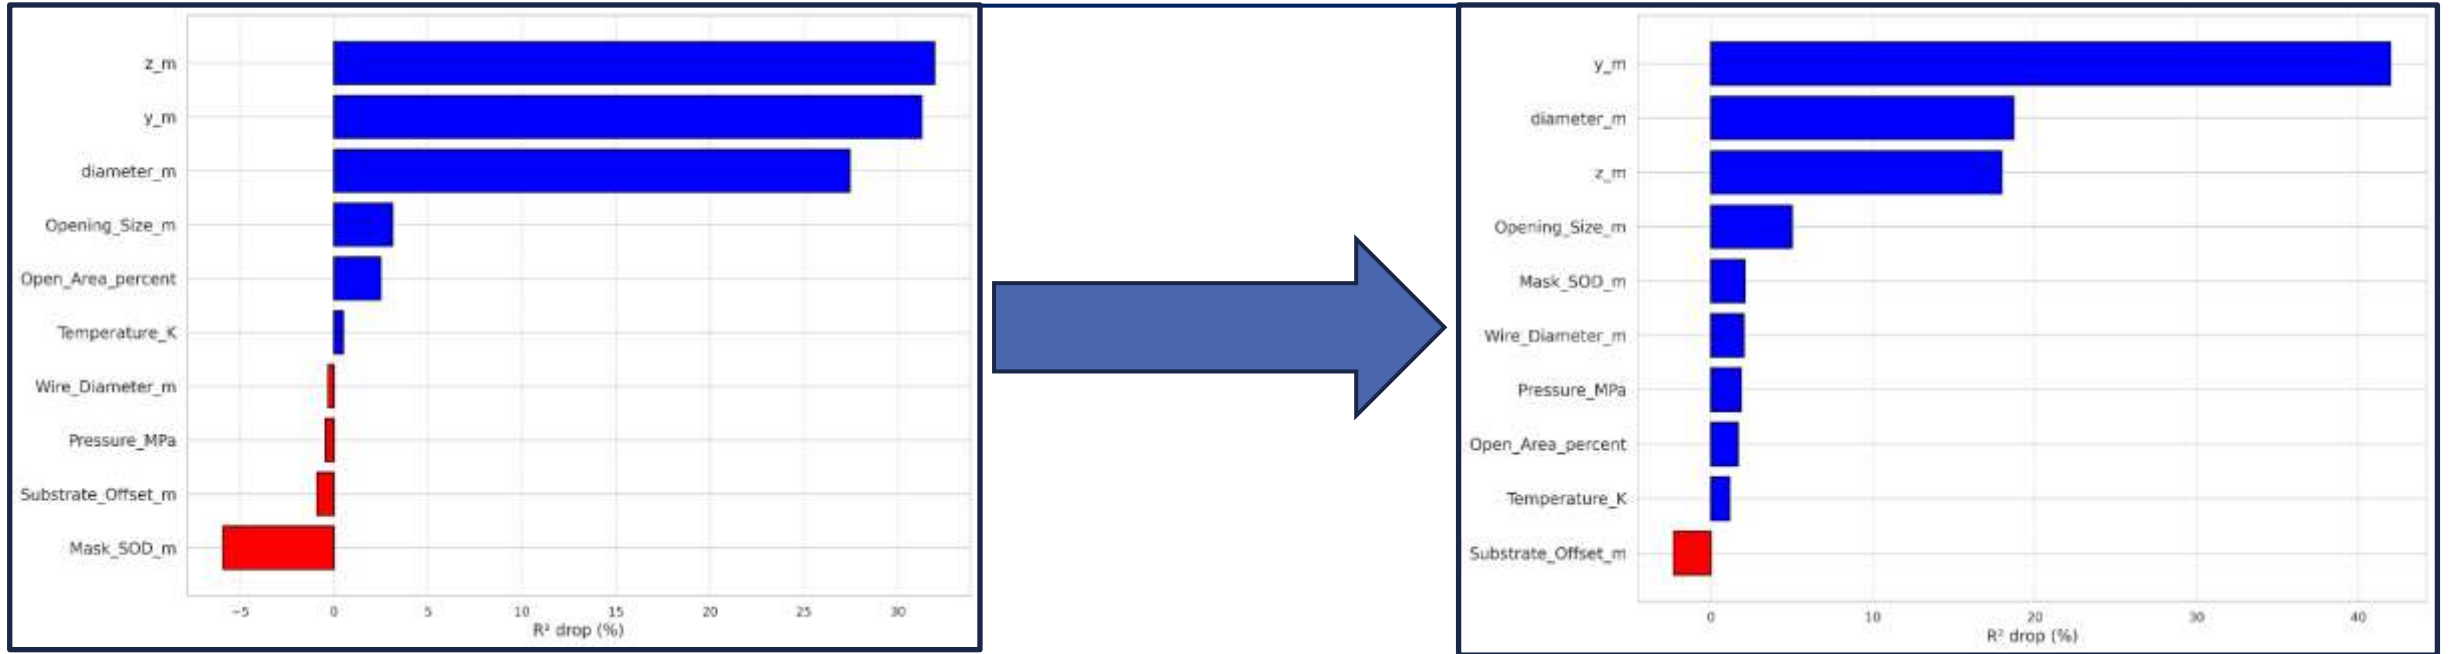 z_m
y_m
diameter_m
Opening_Size_m
Open_Area_percent
Temperature_K
Wire_Diameter_m
Pressure_MPa
Substrate_Offset_m
Mask_SOD_m
−5 0 5 10 15 20 25 30
R² drop (%)
y_m
diameter_m
z_m
Opening_Size_m
Mask_SOD_m
Wire_Diameter_m
Pressure_MPa
Open_Area_percent
Temperature_K
Substrate_Offset_m
0 10 20 30 40
R² drop (%)